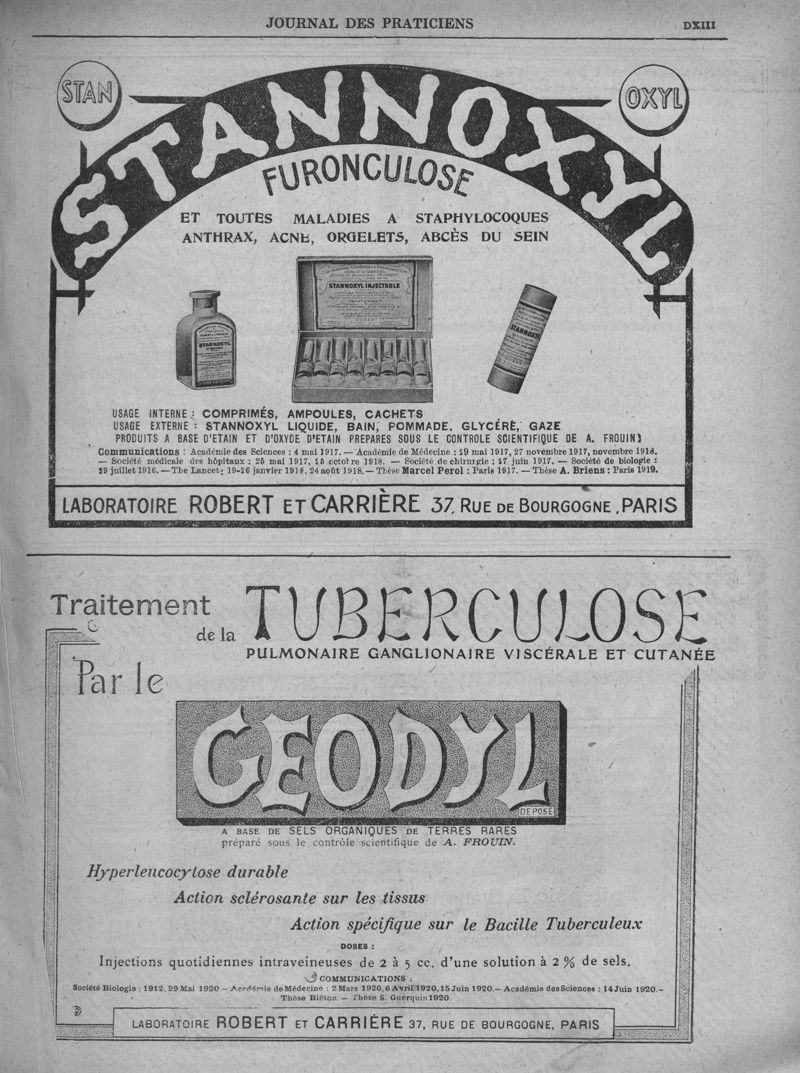 JOURNAL DES PRATICIENS
DXIII
STAN
OXYL
STANNOXYL
FURONCULOSE
ET TOUTES MALADIES A STAPHYLOCOQUES
ANTHRAX, ACNE, ORGELETS, ABCÈS DU SEIN
STANNOXYL INJECTABLE
STANNOXYL
STANNOXYL
USAGE INTERNE : COMPRIMÉS, AMPOULES, CACHETS
USAGE EXTERNE : STANNOXYL LIQUIDE, BAIN, POMMADE, GLYCÉRÉ, GAZE
PRODUITS A BASE D'ETAIN ET D'OXYDE D'ETAIN PREPARES SOUS LE CONTROLE SCIENTIFIQUE DE A. FROUIN
Communications : Académie des Sciences : 4 mai 1917. — Académie de Médecine : 29 mai 1917, 27 novembre 1917, novembre 1918.
— Société médicale des hôpitaux : 25 mai 1917, 15 octobre 1918. — Société de chirurgie : 17 juin 1917. — Société de biologie :
29 juillet 1916. — The Lancet : 19-26 janvier 1918, 24 août 1918. — Thèse Marcel Perol : Paris 1917. — Thèse A. Briens : Paris 1919.
LABORATOIRE ROBERT ET CARRIÈRE 37, RUE DE BOURGOGNE, PARIS
Traitement
de la TUBERCULOSE
PULMONAIRE GANGLIONAIRE VISCÉRALE ET CUTANÉE
Par le
GEODYL
DEPOSÉ
A BASE DE SELS ORGANIQUES DE TERRES RARES
préparé sous le contrôle scientifique de A. FROUIN.
Hyperleucocytose durable
Action sclérosante sur les tissus
Action spécifique sur le Bacille Tuberculeux
DOSES :
Injections quotidiennes intraveineuses de 2 à 5 cc. d'une solution à 2 % de sels.
COMMUNICATIONS :
Société Biologie : 1912, 29 Mai 1920 — Académie de Médecine : 2 Mars 1920, 6 Avril 1920, 15 Juin 1920. — Académie des Sciences : 14 Juin 1920. —
Thèse Bléton — Thèse S. Guerquin 1920.
LABORATOIRE ROBERT ET CARRIÈRE 37, RUE DE BOURGOGNE, PARIS